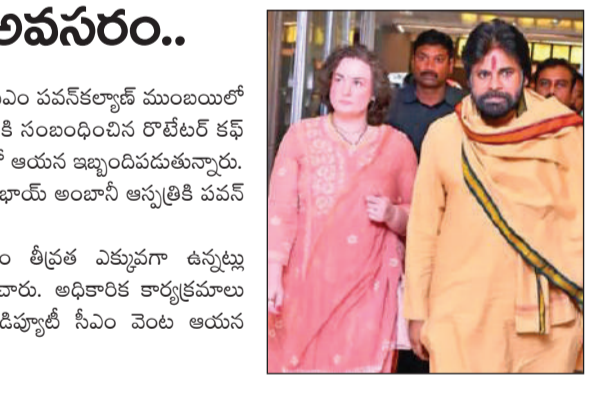 అవసరం..
సీఎం పవన్‌కల్యాణ్ ముంబయిలో
కి సంబంధించిన రొటేటర్ కఫ్
ఆయన ఇబ్బందిపడుతున్నారు.
భాయ్ అంబానీ ఆస్పత్రికి పవన్
తీవ్రత ఎక్కువగా ఉన్నట్లు
చారు. అధికారిక కార్యక్రమాలు
డిప్యూటీ సీఎం వెంట ఆయన